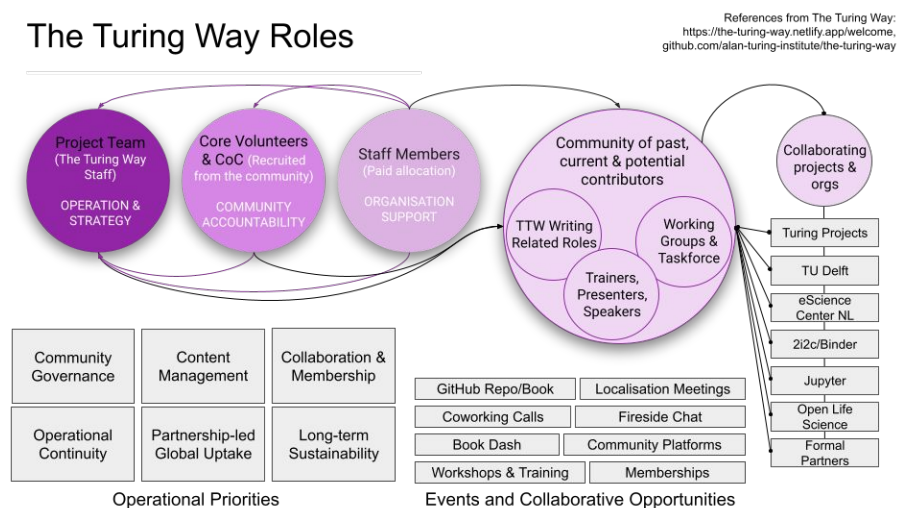 The Turing Way Roles
References from The Turing Way:
https://the-turing-way.netlify.app/welcome,
github.com/alan-turing-institute/the-turing-way
Project Team
(The Turing Way
Staff)
OPERATION &
STRATEGY
Core Volunteers
& CoC (Recruited
from the community)
COMMUNITY
ACCOUNTABILITY
Staff Members
(Paid allocation)
ORGANISATION
SUPPORT
Community of past,
current & potential
contributors
TTW Writing
Related Roles
Working
Groups &
Taskforce
Trainers,
Presenters,
Speakers
Collaborating
projects &
orgs
Turing Projects
TU Delft
eScience
Center NL
2i2c/Binder
Jupyter
Open Life
Science
Formal
Partners
Community
Governance
Content
Management
Collaboration &
Membership
Operational
Continuity
Partnership-led
Global Uptake
Long-term
Sustainability
Operational Priorities
GitHub Repo/Book
Localisation Meetings
Coworking Calls
Fireside Chat
Book Dash
Community Platforms
Workshops & Training
Memberships
Events and Collaborative Opportunities